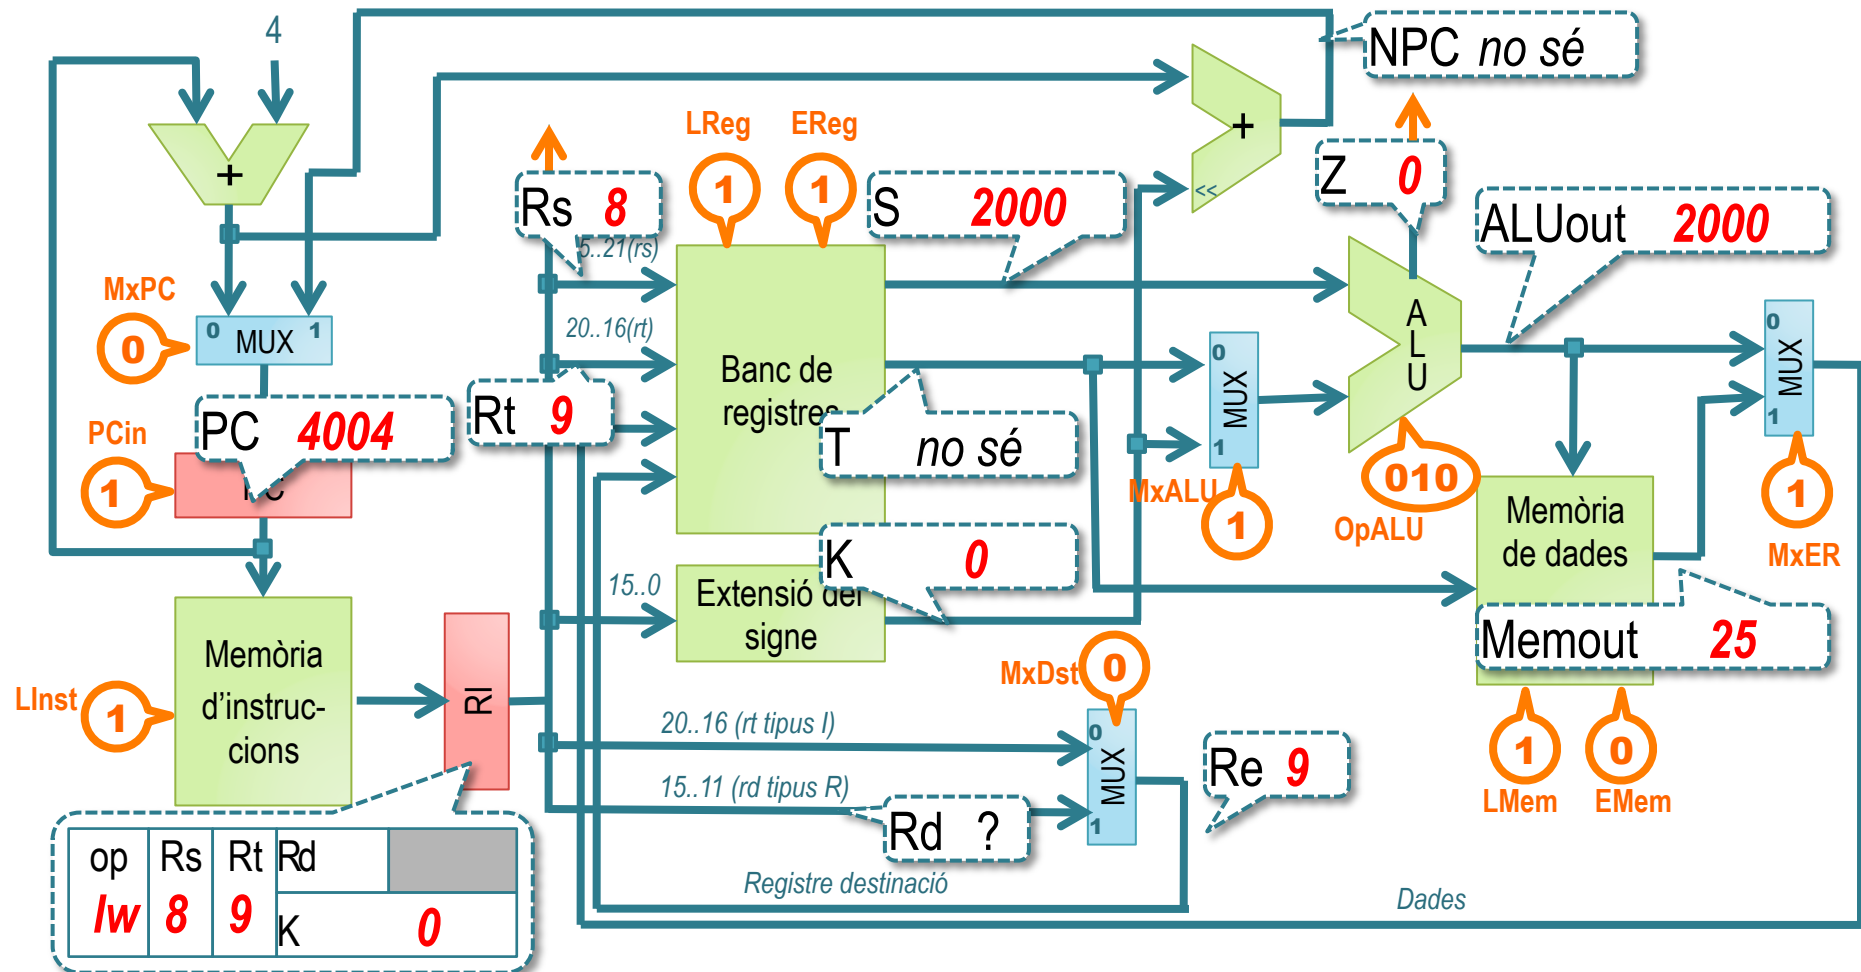 4
NPC no sé
+
LReg
EReg
1
1
+
<<
Z 0
Rs 8
S 2000
ALUout 2000
5..21(rs)
MxPC
0
0 MUX 1
20..16(rt)
Banc de
registres
0
MUX
1
A
L
U
0
MUX
1
PC 4004
PCin
1
Rt 9
T no sé
MxALU
1
010
OpALU
1
MxER
Memòria
de dades
K 0
15..0
Extensió del
signe
Memout 25
Memòria
d'instruc-
cions
LInst
1
RI
MxDst
0
20..16 (rt tipus I)
0
MUX
1
Re 9
1
0
LMem
EMem
15..11 (rd tipus R)
Rd ?
op Rs Rt Rd
lw 8 9 K 0
Registre destinació
Dades